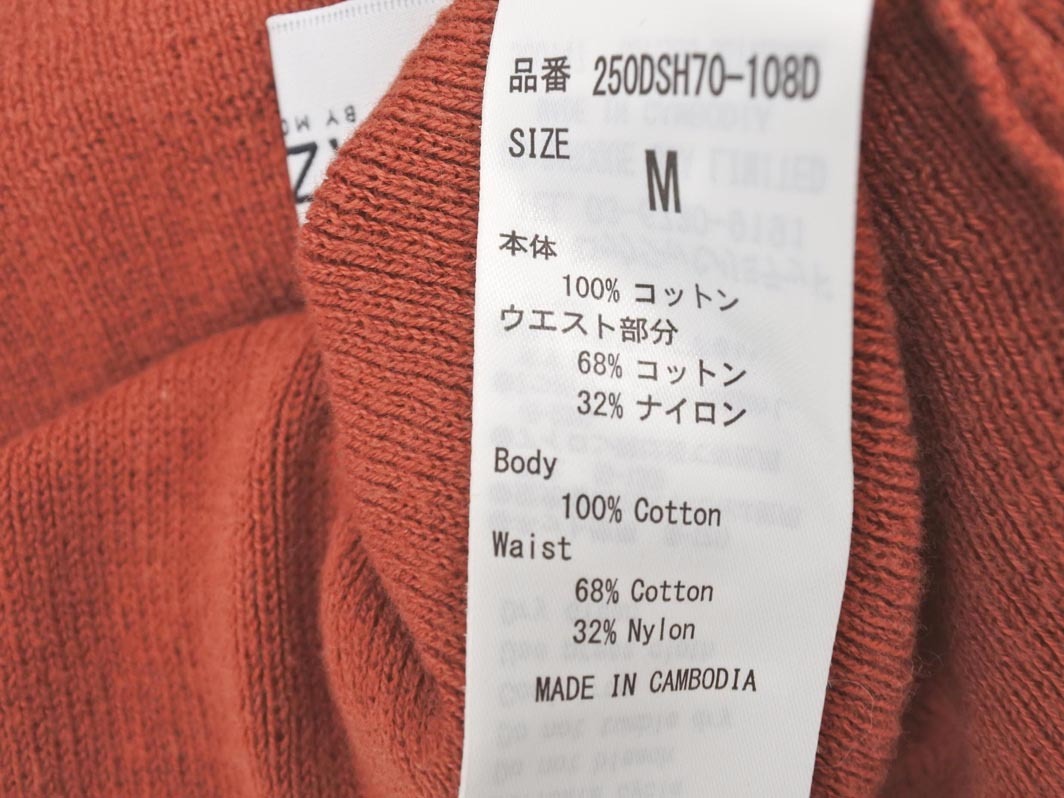 BY MO
品番 250DSH70-108D
SIZE
M
本体
100% コットン
ウエスト部分
68% コットン
32% ナイロン
Body
100% Cotton
Waist
68% Cotton
32% Nylon
MADE IN CAMBODIA